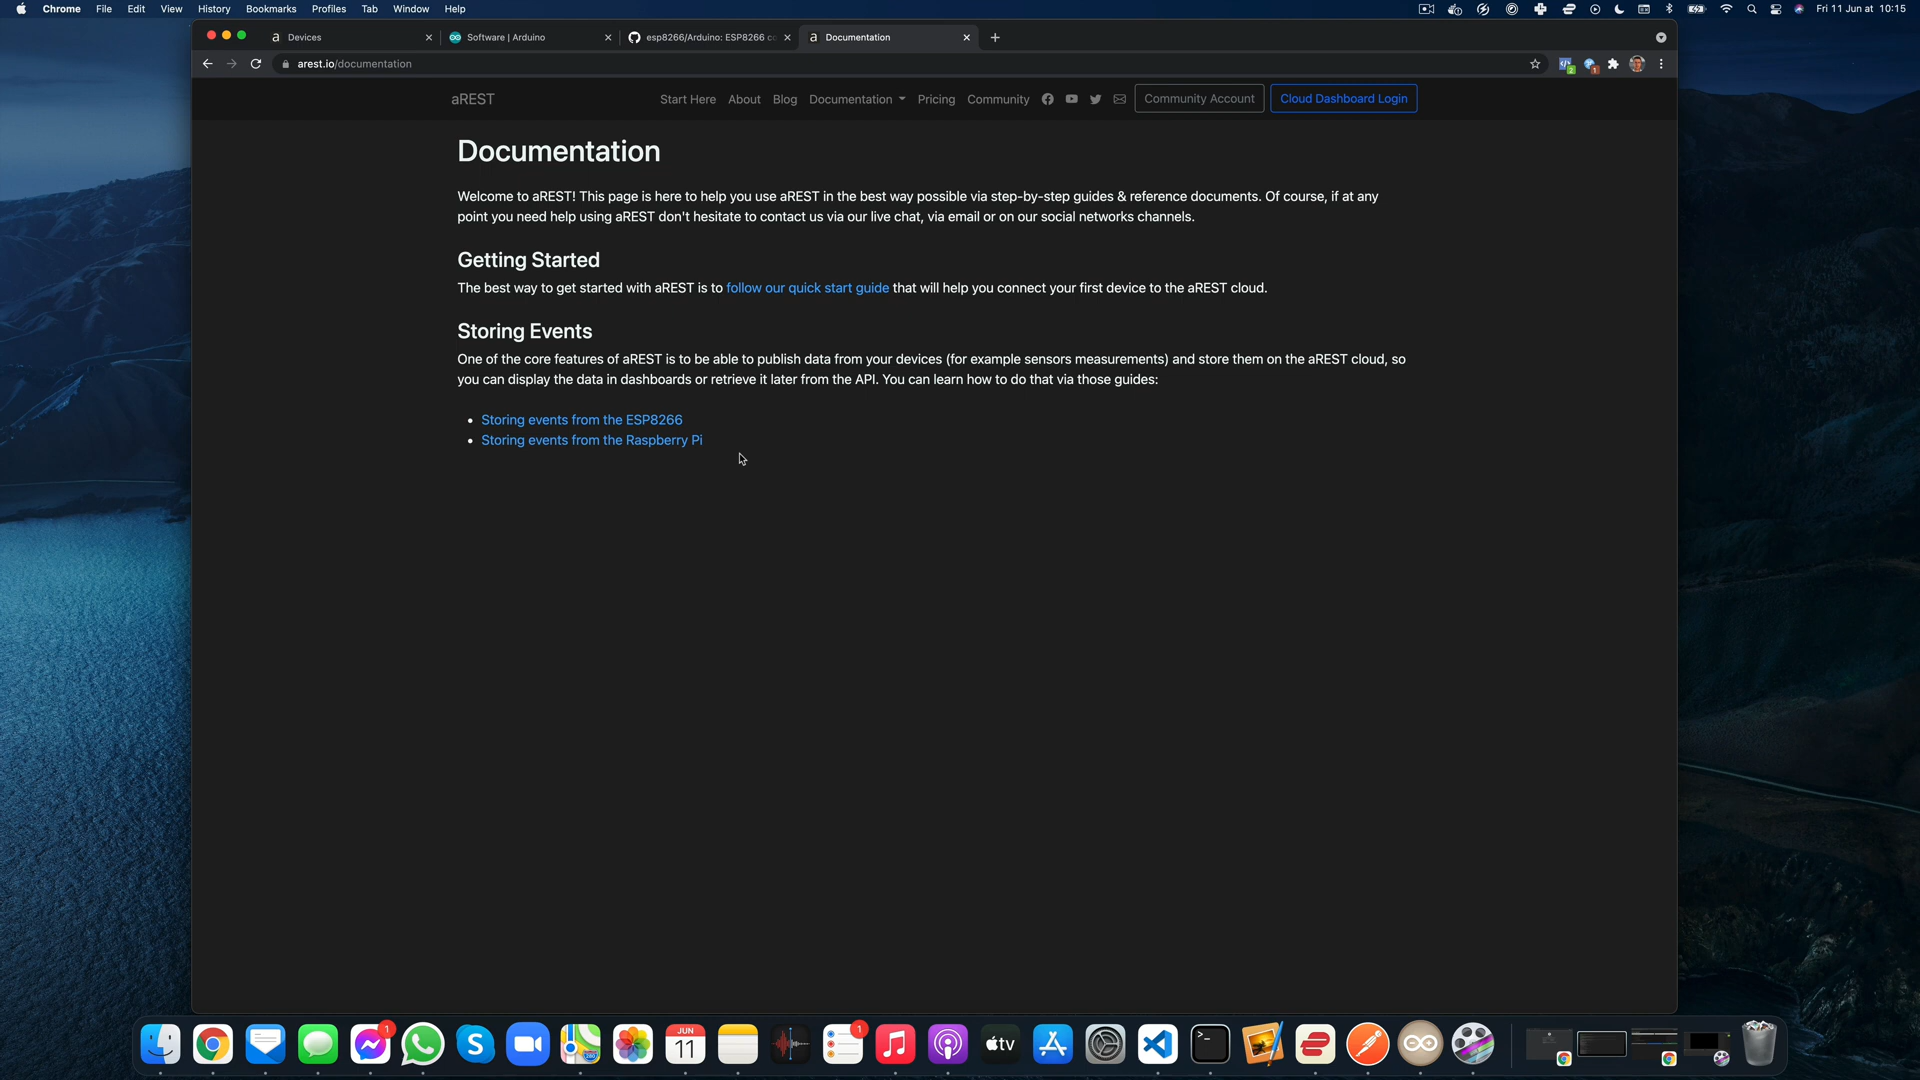 Chrome File Edit View History Bookmarks Profiles Tab Window Help
Fri 11 Jun at 10:15
Devices
Software | Arduino
esp8266/Arduino: ESP8266 co
Documentation
arest.io/documentation
aREST
Start Here About Blog Documentation Pricing Community
Community Account
Cloud Dashboard Login
Documentation
Welcome to aREST! This page is here to help you use aREST in the best way possible via step-by-step guides & reference documents. Of course, if at any
point you need help using aREST don't hesitate to contact us via our live chat, via email or on our social networks channels.
Getting Started
The best way to get started with aREST is to follow our quick start guide that will help you connect your first device to the aREST cloud.
Storing Events
One of the core features of aREST is to be able to publish data from your devices (for example sensors measurements) and store them on the aREST cloud, so
you can display the data in dashboards or retrieve it later from the API. You can learn how to do that via those guides:
Storing events from the ESP8266
Storing events from the Raspberry Pi
1
JUN
11
1
tv